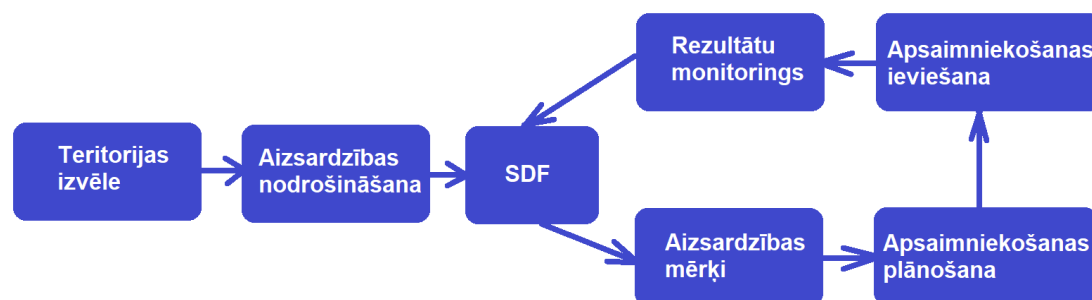 Teritorijas
izvēle
Aizsardzības
nodrošināšana
SDF
Aizsardzības
mērķi
Apsaimniekošanas
plānošana
Apsaimniekošanas
ieviešana
Rezultātu
monitorings